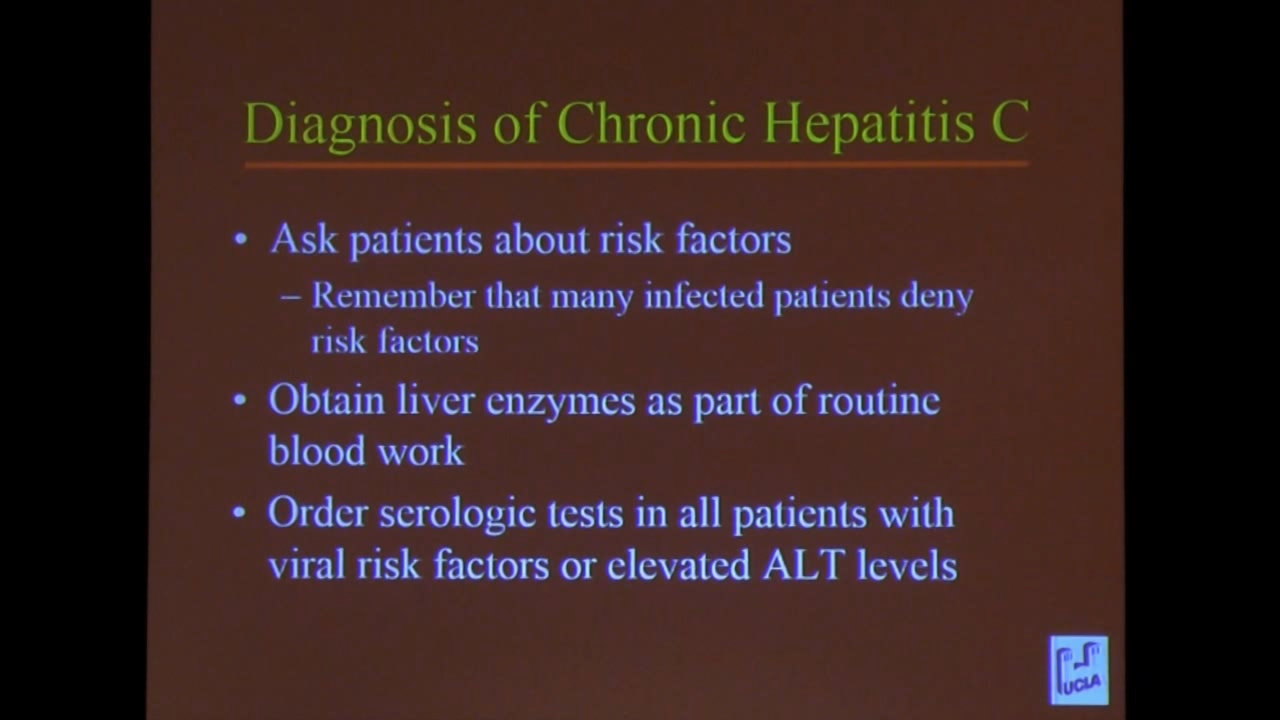 Diagnosis of Chronic Hepatitis C
• Ask patients about risk factors
– Remember that many infected patients deny
risk factors
• Obtain liver enzymes as part of routine
blood work
• Order serologic tests in all patients with
viral risk factors or elevated ALT levels
UCLA